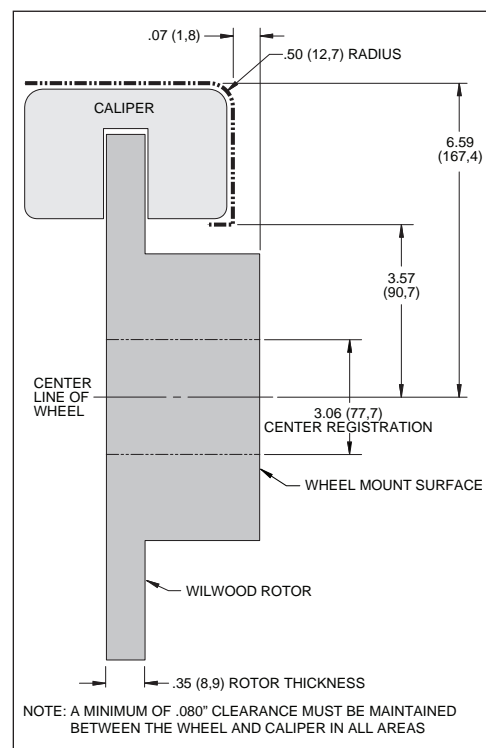 .07 (1,8)
.50 (12,7) RADIUS
CALIPER
6.59
(167,4)
3.57
(90,7)
CENTER
LINE OF
WHEEL
3.06 (77,7)
CENTER REGISTRATION
WHEEL MOUNT SURFACE
WILWOOD ROTOR
.35 (8,9) ROTOR THICKNESS
NOTE: A MINIMUM OF .080" CLEARANCE MUST BE MAINTAINED
BETWEEN THE WHEEL AND CALIPER IN ALL AREAS